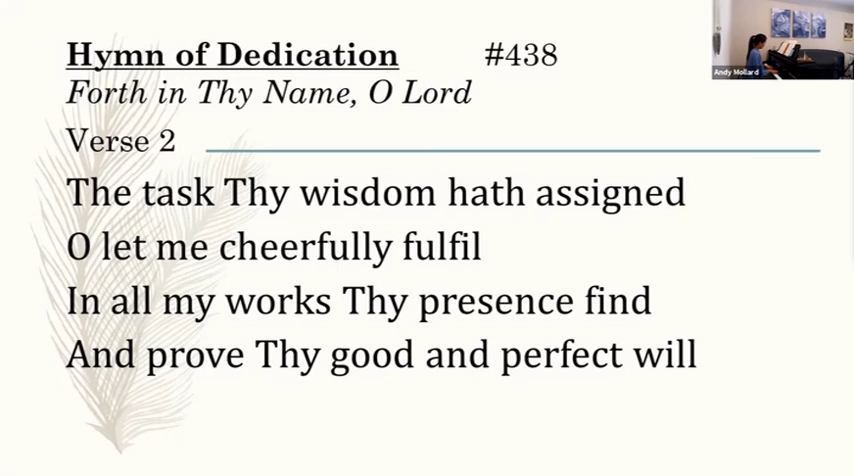 Hymn of Dedication #438
Forth in Thy Name, O Lord
Verse 2
The task Thy wisdom hath assigned
O let me cheerfully fulfil
In all my works Thy presence find
And prove Thy good and perfect will
Andy Mollard